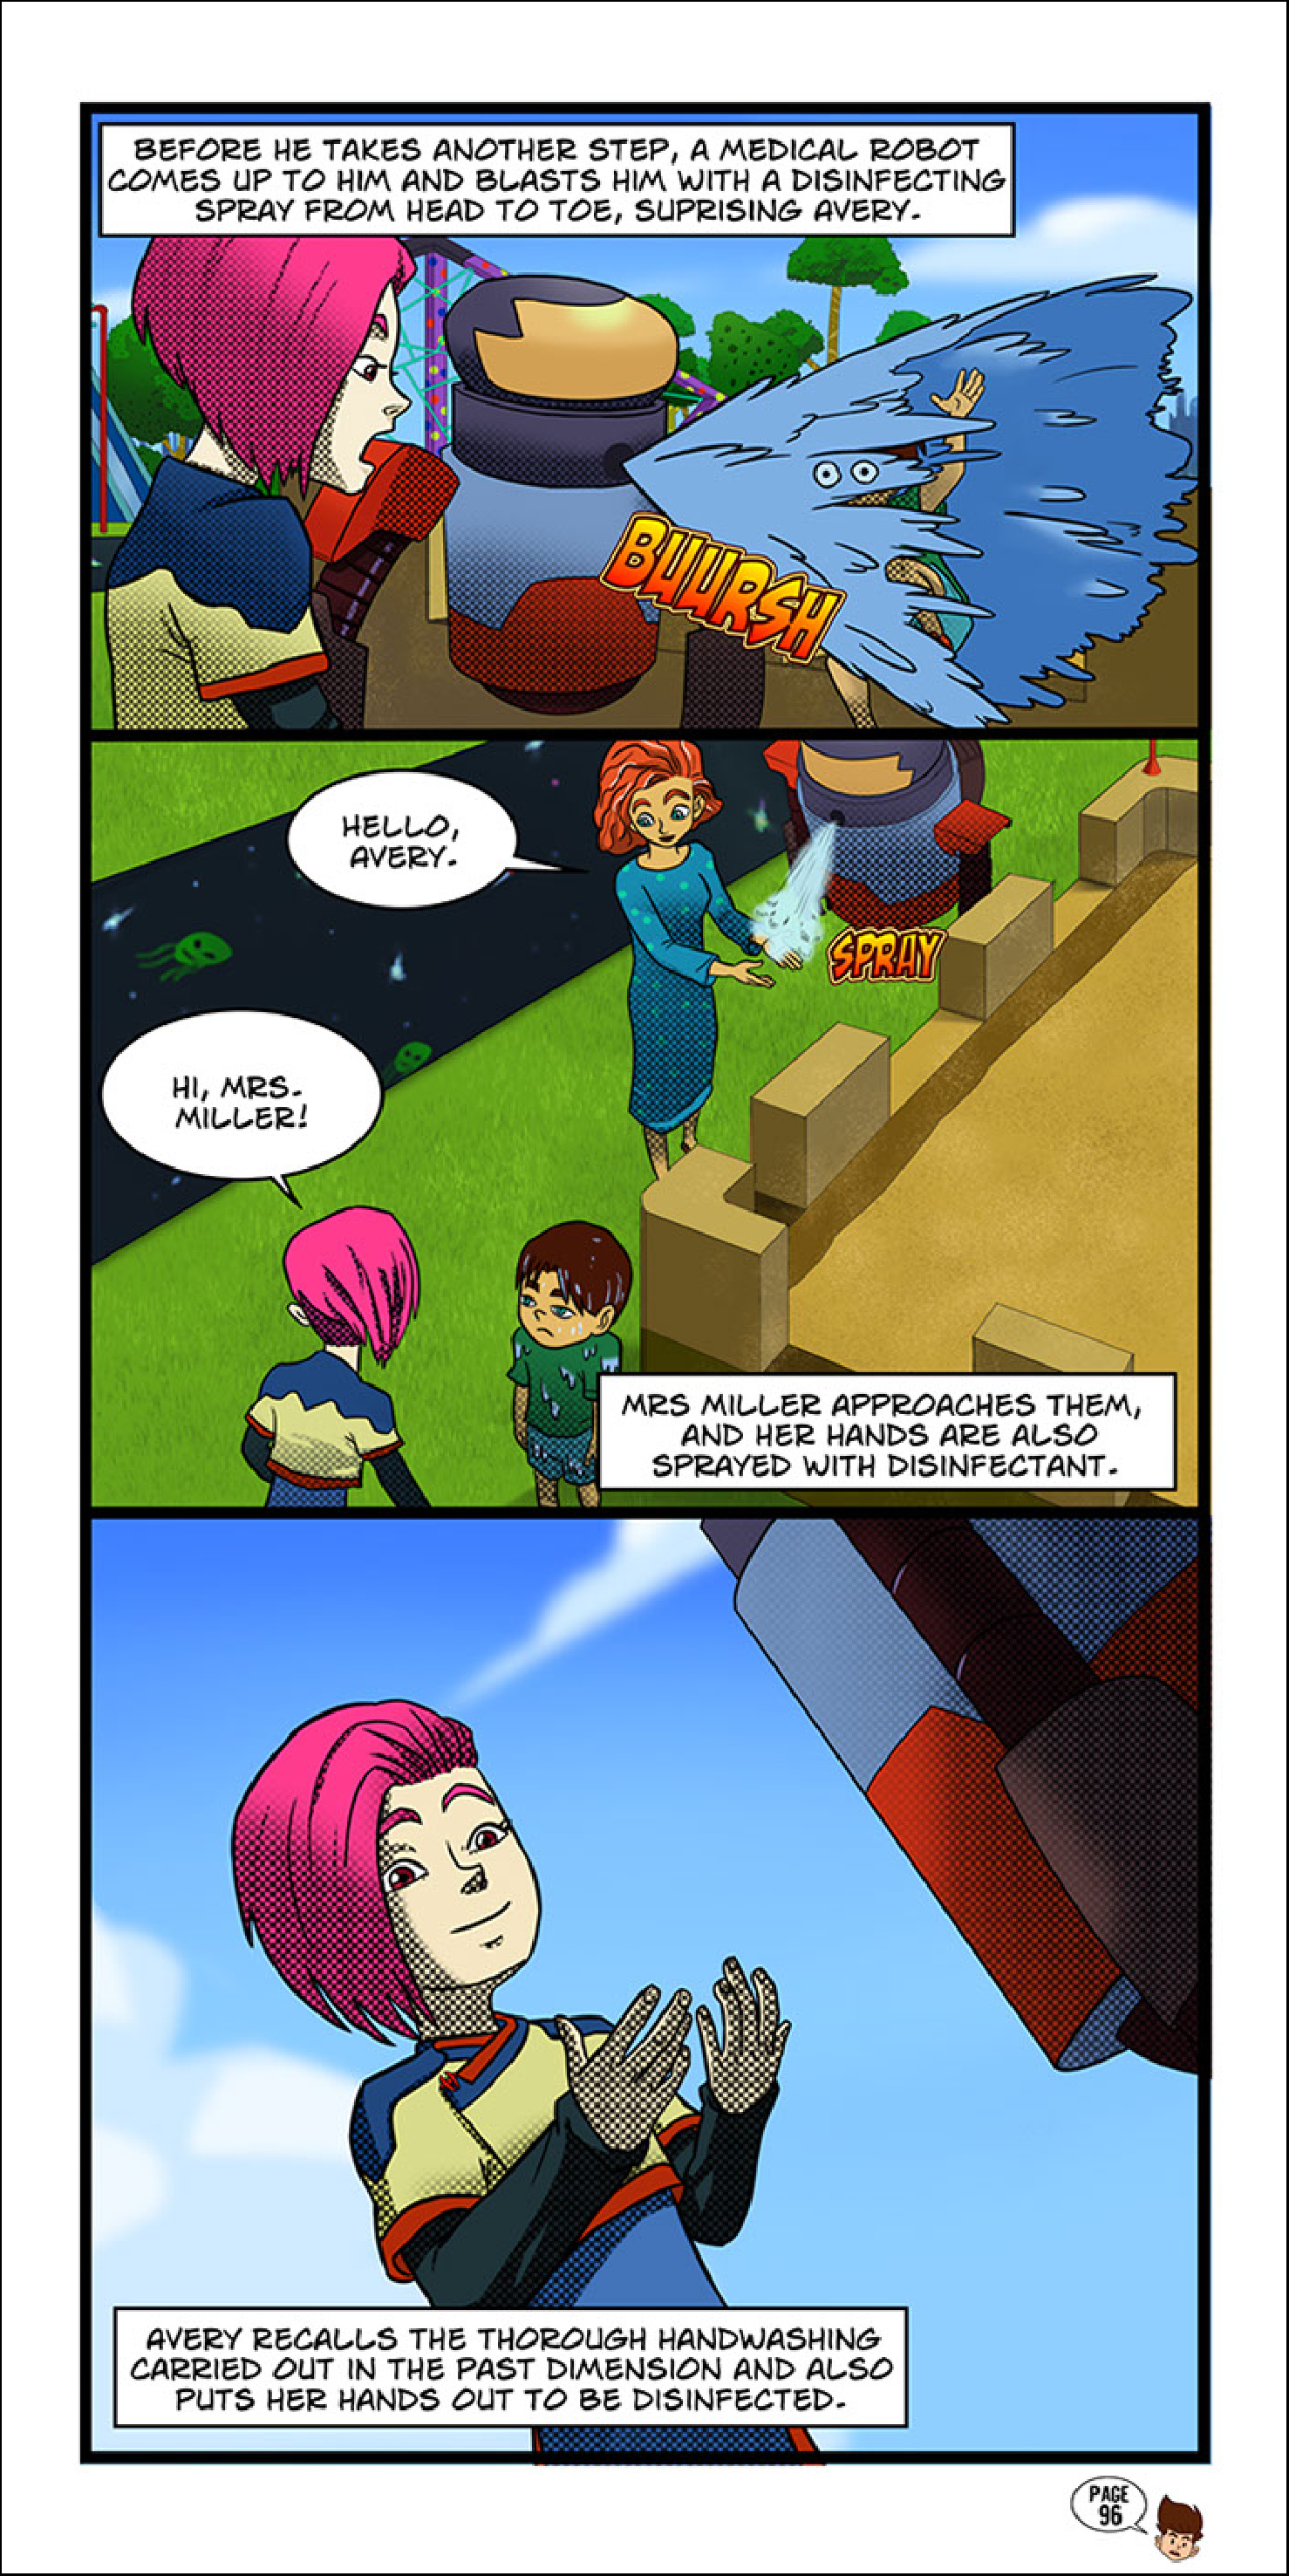 BEFORE HE TAKES ANOTHER STEP, A MEDICAL ROBOT
COMES UP TO HIM AND BLASTS HIM WITH A DISINFECTING
SPRAY FROM HEAD TO TOE, SUPRISING AVERY.
BUURSH
HELLO,
AVERY.
SPRAY
HI, MRS.
MILLER!
MRS MILLER APPROACHES THEM,
AND HER HANDS ARE ALSO
SPRAYED WITH DISINFECTANT.
AVERY RECALLS THE THOROUGH HANDWASHING
CARRIED OUT IN THE PAST DIMENSION AND ALSO
PUTS HER HANDS OUT TO BE DISINFECTED.
PAGE
96